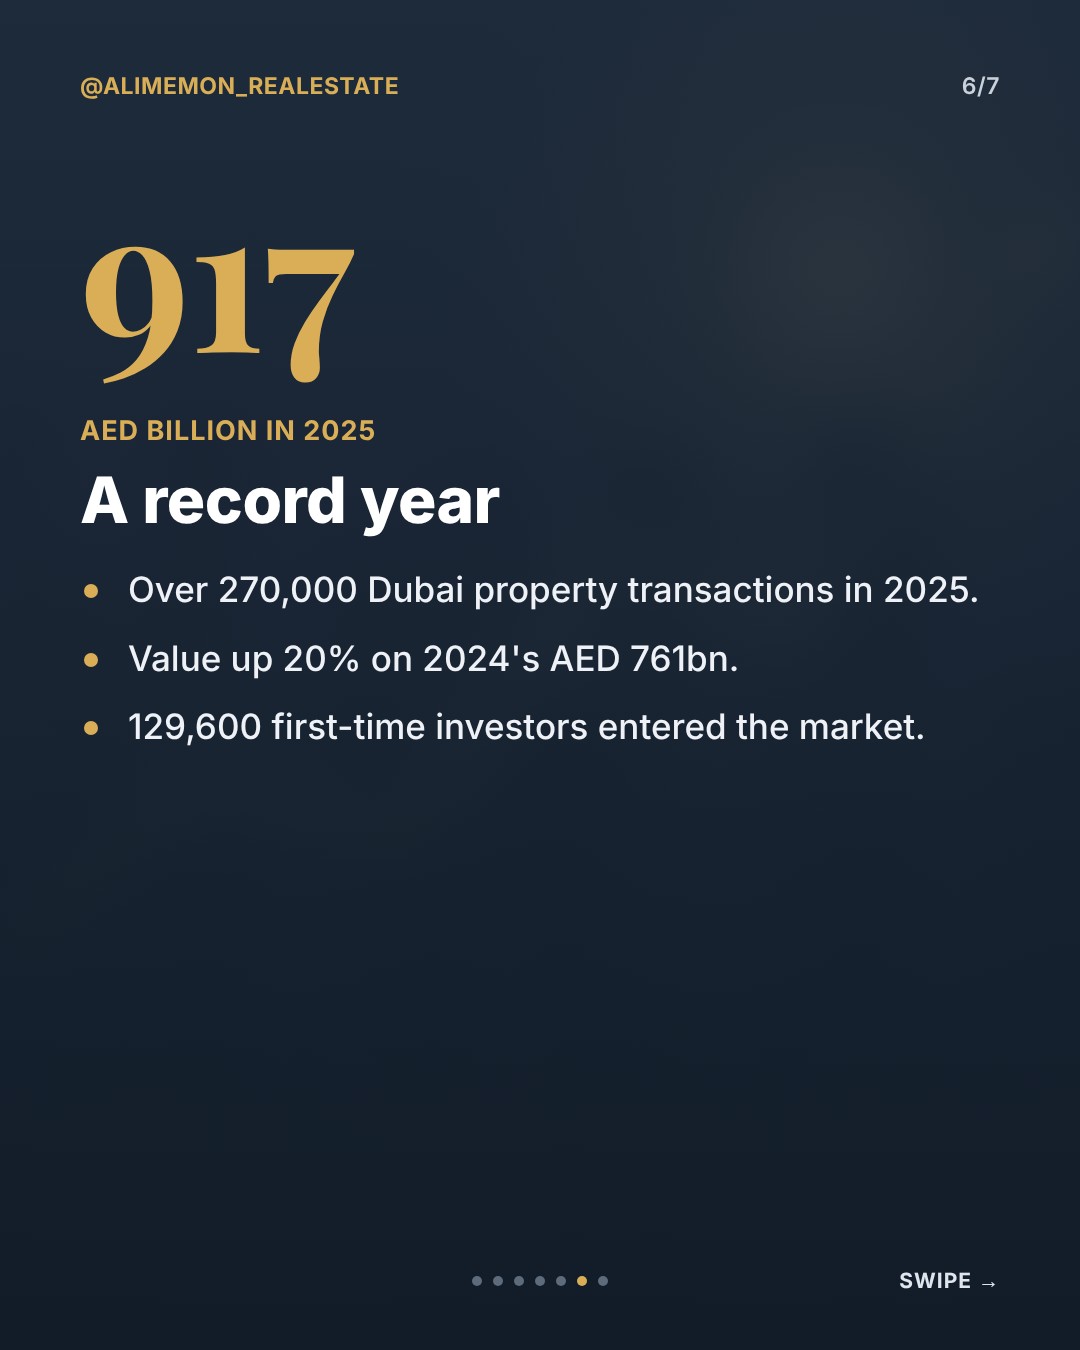 @ALIMEMON_REALESTATE
6/7
917
AED BILLION IN 2025
A record year
• Over 270,000 Dubai property transactions in 2025.
• Value up 20% on 2024's AED 761bn.
• 129,600 first-time investors entered the market.
SWIPE →